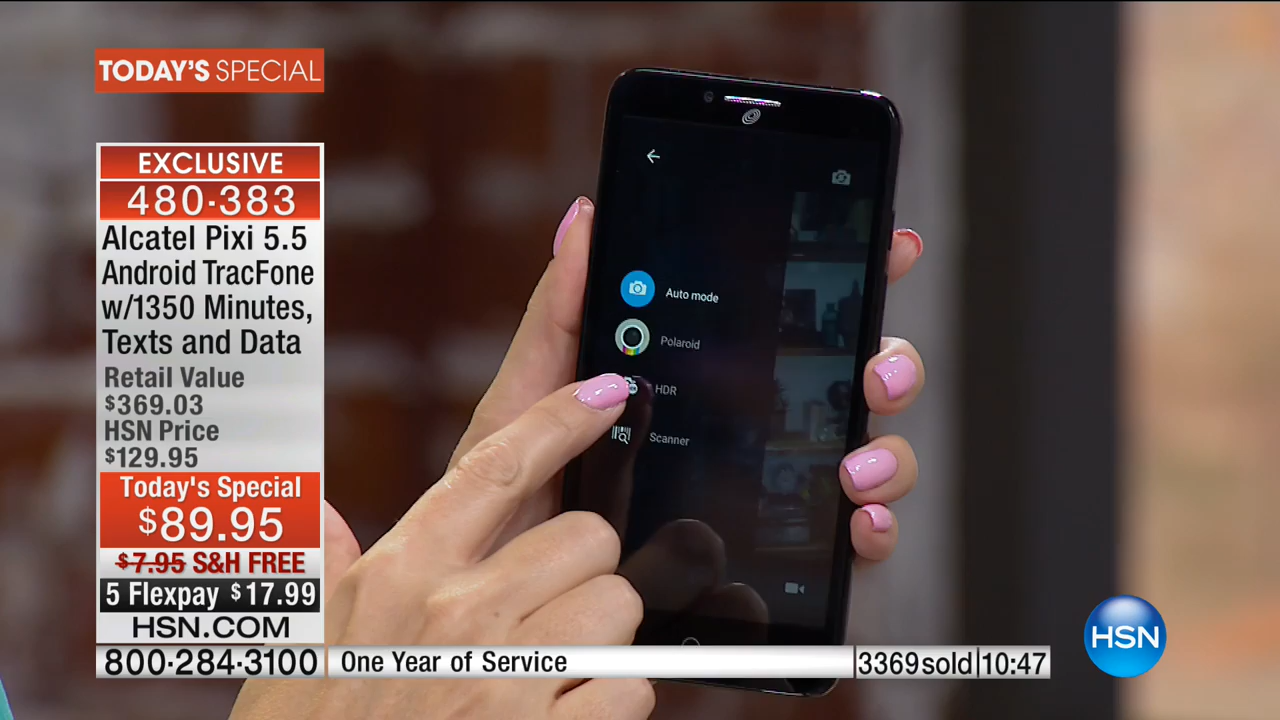 TODAY'S SPECIAL
EXCLUSIVE
480·383
Alcatel Pixi 5.5
Android TracFone
w/1350 Minutes,
Texts and Data
Retail Value
$369.03
HSN Price
$129.95
Today's Special
$89.95
$7.95 S&H FREE
5 Flexpay $17.99
HSN.COM
800·284·3100
One Year of Service
3369 sold
10:47
Auto mode
Polaroid
HDR
Scanner
HSN